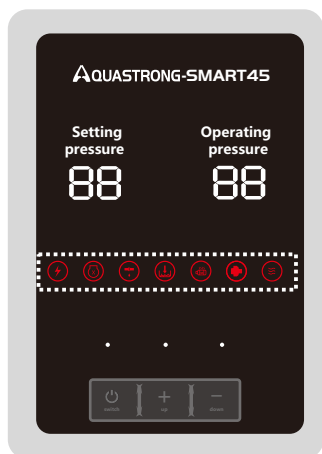 AQUASTRONG-SMART45
Setting Operating
pressure pressure
88 88
switch up down